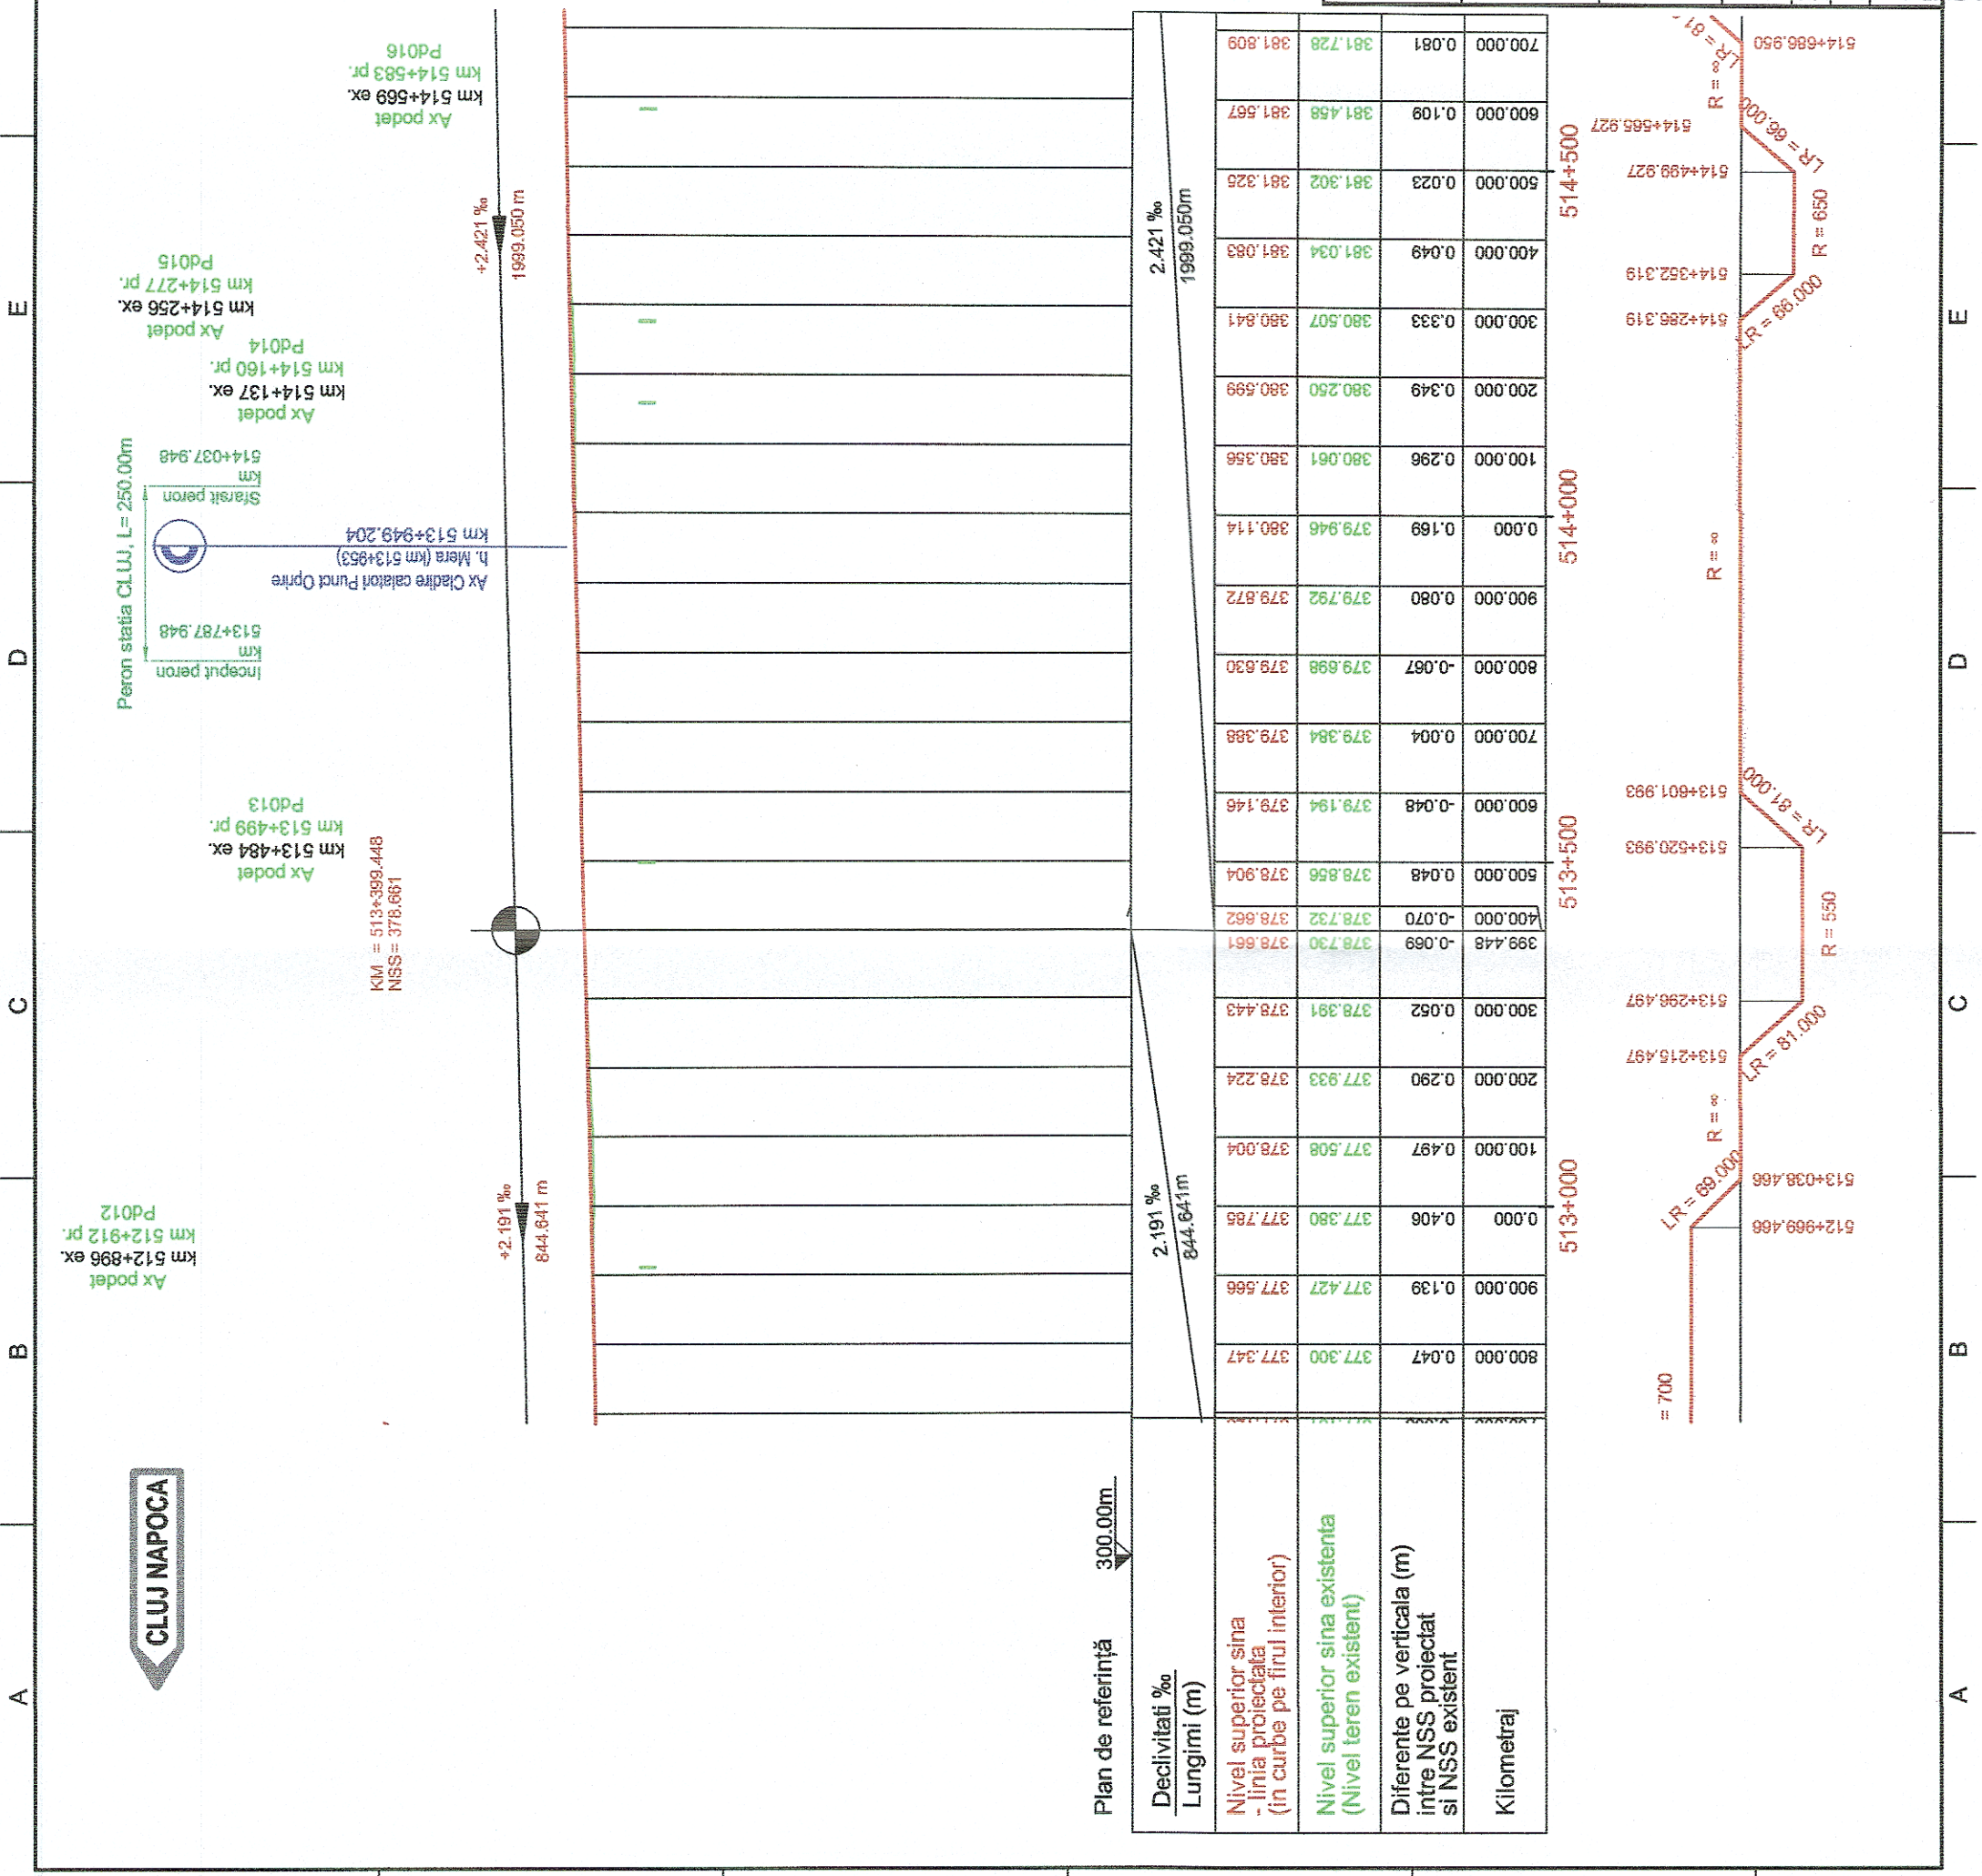 A
B
C
D
E
CLUJ NAPOCA
Ax podet
km 512+896 ex.
km 512+912 pr.
Pd012
Ax podet
km 513+484 ex.
km 513+499 pr.
Pd013
Peron statia CLUJ, L= 250.00m
Inceput peron
km
513+787.948
Sfarsit peron
km
514+037.948
Ax Cladire calatori Punct Oprire
h. Mera (km 513+953)
km 513+949.204
Ax podet
km 514+137 ex.
km 514+160 pr.
Pd014
Ax podet
km 514+256 ex.
km 514+277 pr.
Pd015
Ax podet
km 514+569 ex.
km 514+583 pr.
Pd016
KM = 513+399.448
NSS = 378.661
+2.191 ‰
844.641 m
+2.421 ‰
1999.050 m
Plan de referință
300.00m
Declivitati ‰
Lungimi (m)
2.191 ‰
844.641m
2.421 ‰
1999.050m
Nivel superior sina
- linia proiectata
(in curbe pe firul interior)
377.347 377.566 377.785 378.004 378.224 378.443 378.661 378.662 378.904 379.146 379.388 379.630 379.872 380.114 380.356 380.599 380.841 381.083 381.325 381.567 381.809
Nivel superior sina existenta
(Nivel teren existent)
377.300 377.427 377.380 377.508 377.933 378.391 378.730 378.732 378.856 379.194 379.384 379.698 379.792 379.946 380.061 380.250 380.507 381.034 381.302 381.458 381.728
Diferente pe verticala (m)
intre NSS proiectat
si NSS existent
0.047 0.139 0.406 0.497 0.290 0.052 -0.069 -0.070 0.048 -0.048 0.004 -0.067 0.080 0.169 0.296 0.349 0.333 0.049 0.023 0.109 0.081
Kilometraj
800.000 900.000 0.000 100.000 200.000 300.000 399.448 400.000 500.000 600.000 700.000 800.000 900.000 0.000 100.000 200.000 300.000 400.000 500.000 600.000 700.000
513+000
513+500
514+000
514+500
= 700
512+969.466
LR = 69.000
513+038.466
R = ∞
513+215.497
LR = 81.000
513+296.497
R = 550
513+520.993
LR = 81.000
513+601.993
R = ∞
514+286.319
LR = 66.000
514+352.319
R = 650
514+499.927
LR = 66.000
514+565.927
R = ∞
514+686.950
LR = 81.
A
B
C
D
E